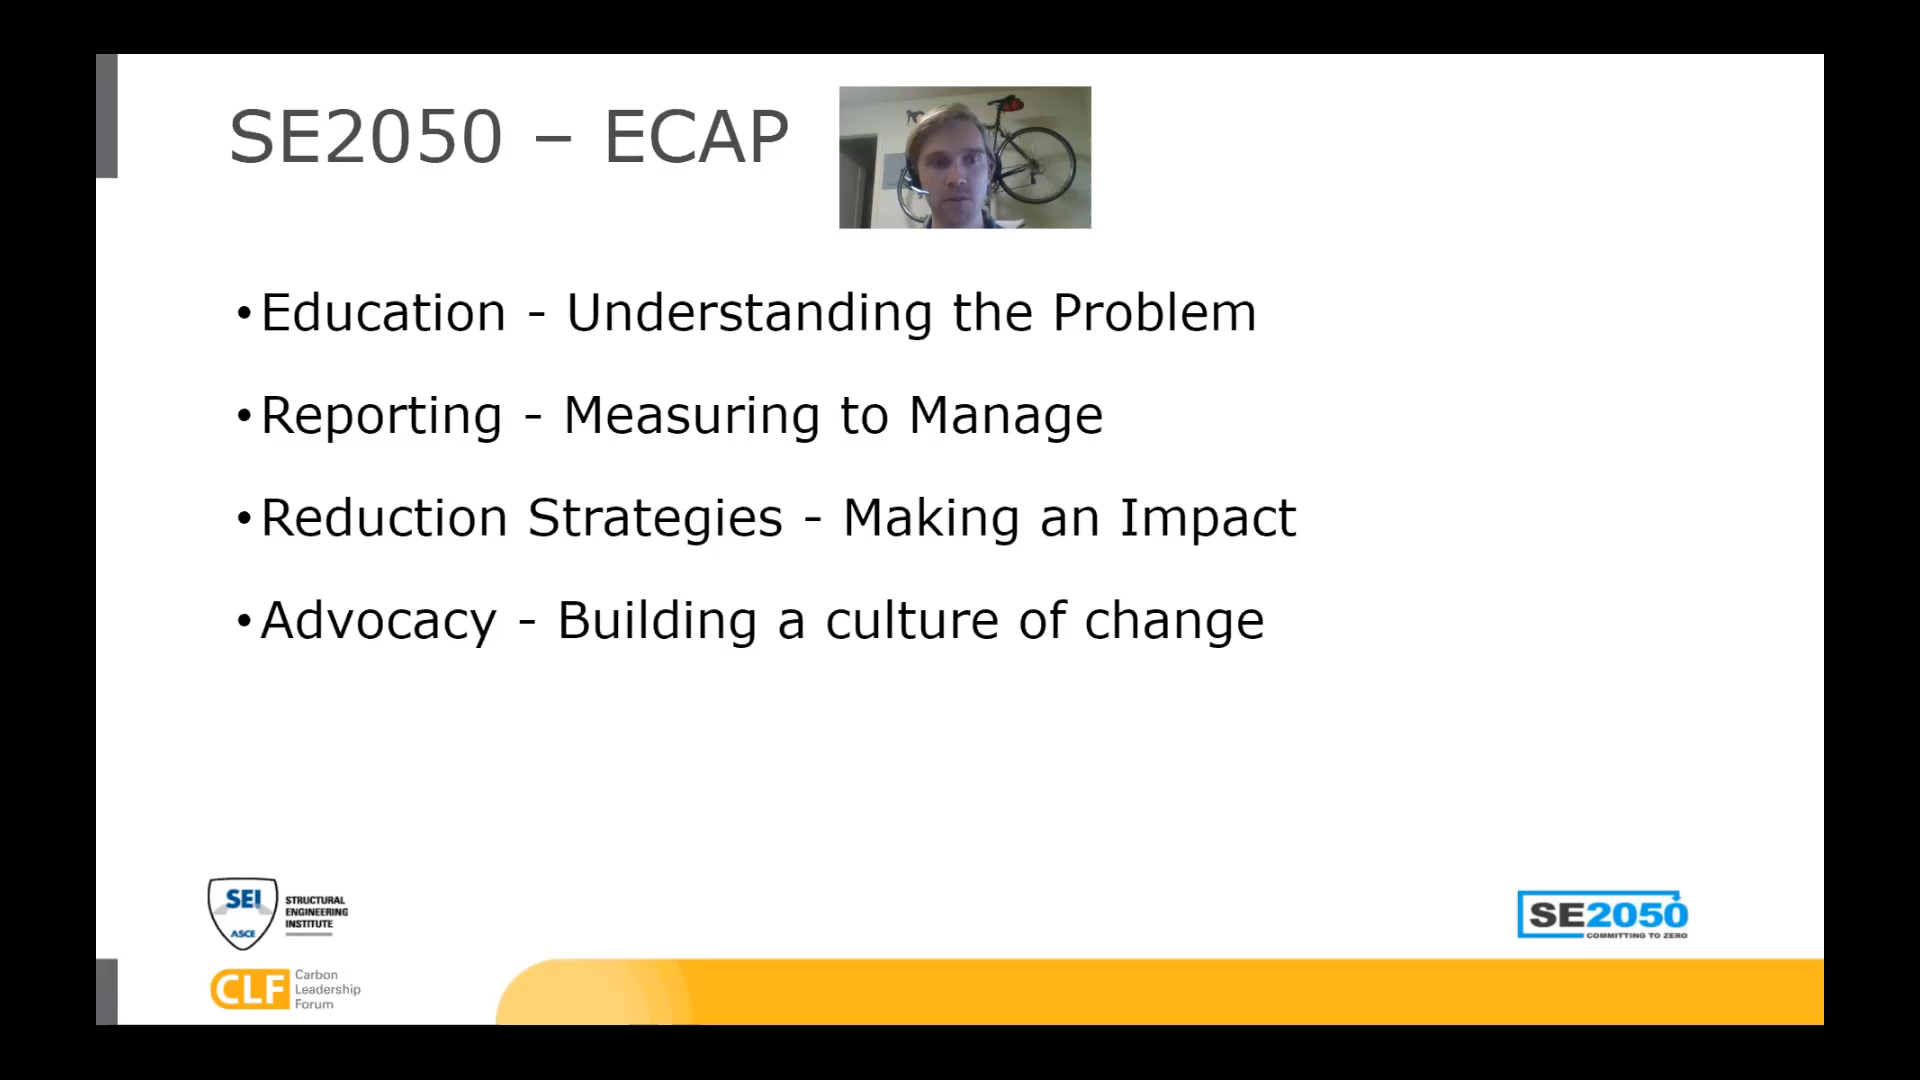 SE2050 – ECAP
•Education - Understanding the Problem
•Reporting - Measuring to Manage
•Reduction Strategies - Making an Impact
•Advocacy - Building a culture of change
SEI
ASCE
STRUCTURAL
ENGINEERING
INSTITUTE
CLF
Carbon
Leadership
Forum
SE2050
COMMITTING TO ZERO